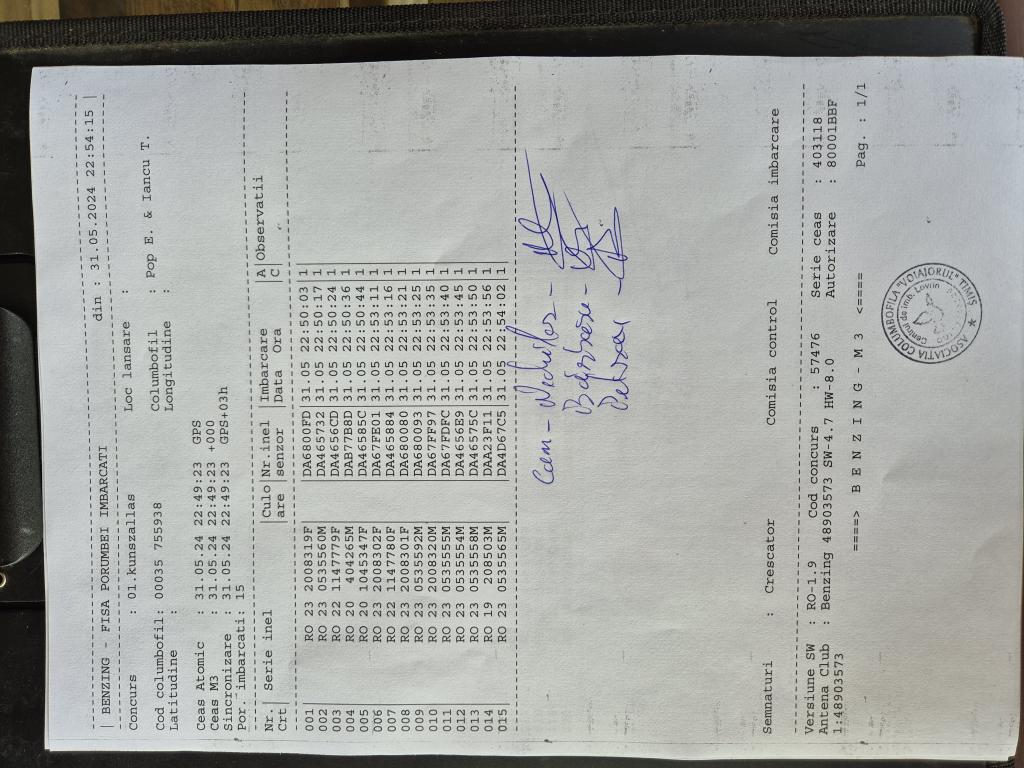 | BENZING - FISA PORUMBEI IMBARCATI din : 31.05.2024 22:54:15 |
Concurs : 01.kunszallas Loc lansare :
Cod columbofil: 00035 755938 Columbofil : Pop E. & Iancu T.
Latitudine : Longitudine :
Ceas Atomic : 31.05.24 22:49:23 GPS
Ceas M3 : 31.05.24 22:49:23 +000
Sincronizare : 31.05.24 22:49:23 GPS+03h
Por. imbarcati: 15
Nr.| Serie inel |Culo|Nr.inel |Imbarcare |A|Observatii
Crt| |are |senzor |Data Ora |C|
001 | RO 23 2008319F | |DA6800FD|31.05 22:50:03|1|
002 | RO 23 0535560M | |DA465732|31.05 22:50:17|1|
003 | RO 22 1147779F | |DA4656CD|31.05 22:50:24|1|
004 | RO 20 404265M | |DAB77B8D|31.05 22:50:36|1|
005 | RO 20 1045347F | |DA46585C|31.05 22:50:44|1|
006 | RO 23 2008302F | |DA67FE01|31.05 22:53:11|1|
007 | RO 22 1147780F | |DA465884|31.05 22:53:16|1|
008 | RO 23 2008301F | |DA680080|31.05 22:53:21|1|
009 | RO 23 0535592M | |DA680093|31.05 22:53:25|1|
010 | RO 23 2008320M | |DA67FF97|31.05 22:53:35|1|
011 | RO 23 0535555M | |DA67FDFC|31.05 22:53:40|1|
012 | RO 23 0535554M | |DA4656E9|31.05 22:53:45|1|
013 | RO 23 0535558M | |DA46575C|31.05 22:53:50|1|
014 | RO 19 208503M | |DAA23F11|31.05 22:53:56|1|
015 | RO 23 0535565M | |DA4D67C5|31.05 22:54:02|1|
Semnaturi : Crescator Comisia control Comisia imbarcare
Versiune SW : RO-1.9 Cod concurs : 57476 Serie ceas : 403118
Antena Club : Benzing 48903573 SW-4.7 HW-8.0 Autorizare : 80001BBF
1:48903573
====> B E N Z I N G - M 3 <==== Pag. : 1/1
ASOCIATIA COLUMBOFILA "VOIAJORUL" TIMIS ★
Centrul de Imb. Lovrin